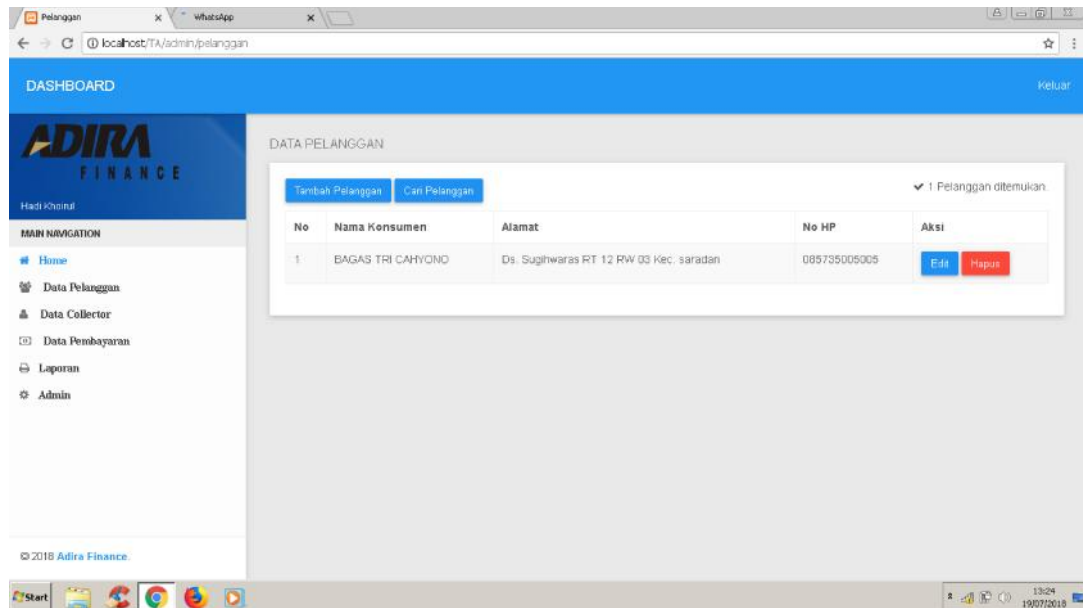 Pelanggan
WhatsApp
localhost/TA/admin/pelanggan
DASHBOARD
Keluar
ADIRA
FINANCE
Hadi Khoirul
MAIN NAVIGATION
Home
Data Pelanggan
Data Collector
Data Pembayaran
Laporan
Admin
© 2018 Adira Finance.
DATA PELANGGAN
Tambah Pelanggan Cari Pelanggan
✔ 1 Pelanggan ditemukan.
No Nama Konsumen Alamat No HP Aksi
1 BAGAS TRI CAHYONO Ds. Sugihwaras RT 12 RW 03 Kec. saradan 085735005005 Edit Hapus
Start
13:24
19/07/2018